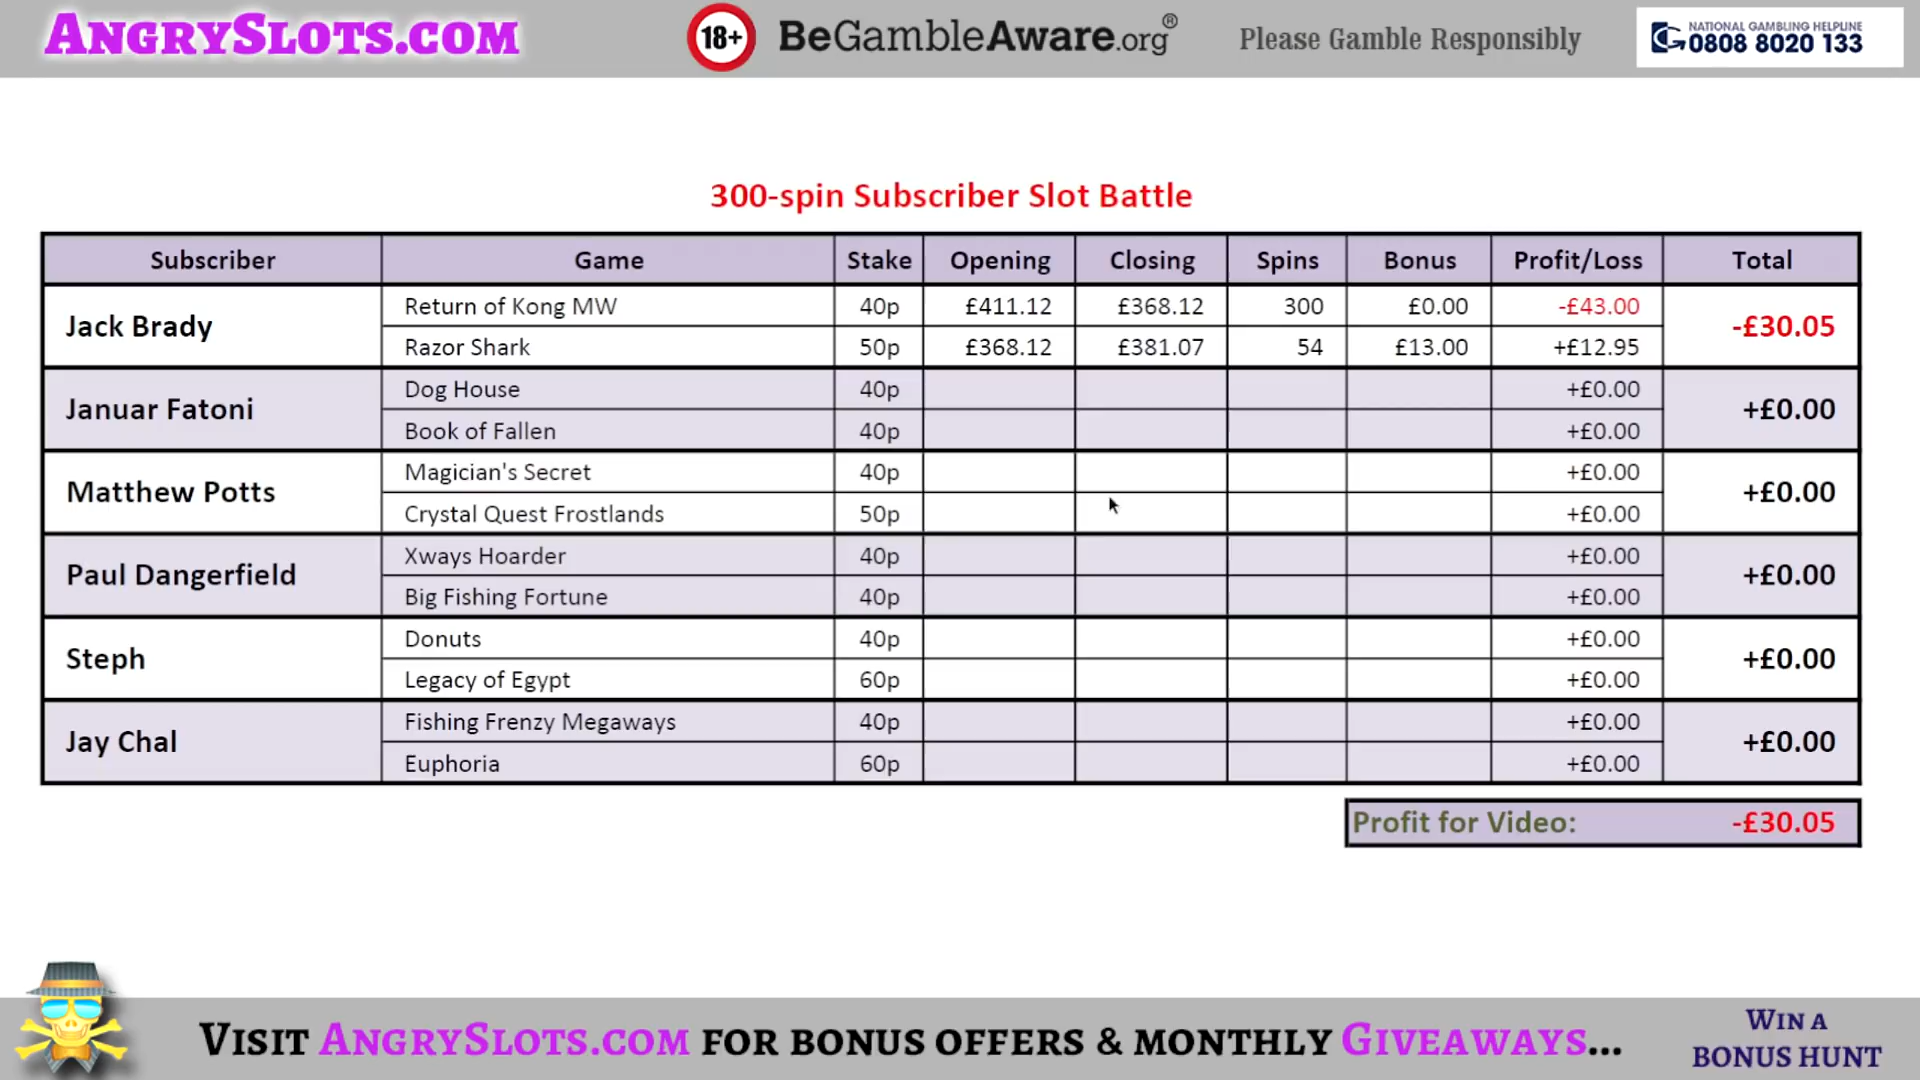 AngrySlots.com
18+ BeGambleAware.org®
Please Gamble Responsibly
NATIONAL GAMBLING HELPLINE
0808 8020 133
300-spin Subscriber Slot Battle
Subscriber Game Stake Opening Closing Spins Bonus Profit/Loss Total
Jack Brady -£30.05
Return of Kong MW 40p £411.12 £368.12 300 £0.00 -£43.00
Razor Shark 50p £368.12 £381.07 54 £13.00 +£12.95
Januar Fatoni +£0.00
Dog House 40p +£0.00
Book of Fallen 40p +£0.00
Matthew Potts +£0.00
Magician's Secret 40p +£0.00
Crystal Quest Frostlands 50p +£0.00
Paul Dangerfield +£0.00
Xways Hoarder 40p +£0.00
Big Fishing Fortune 40p +£0.00
Steph +£0.00
Donuts 40p +£0.00
Legacy of Egypt 60p +£0.00
Jay Chal +£0.00
Fishing Frenzy Megaways 40p +£0.00
Euphoria 60p +£0.00
Profit for Video: -£30.05
Visit AngrySlots.com for bonus offers & monthly Giveaways...
Win a
Bonus Hunt